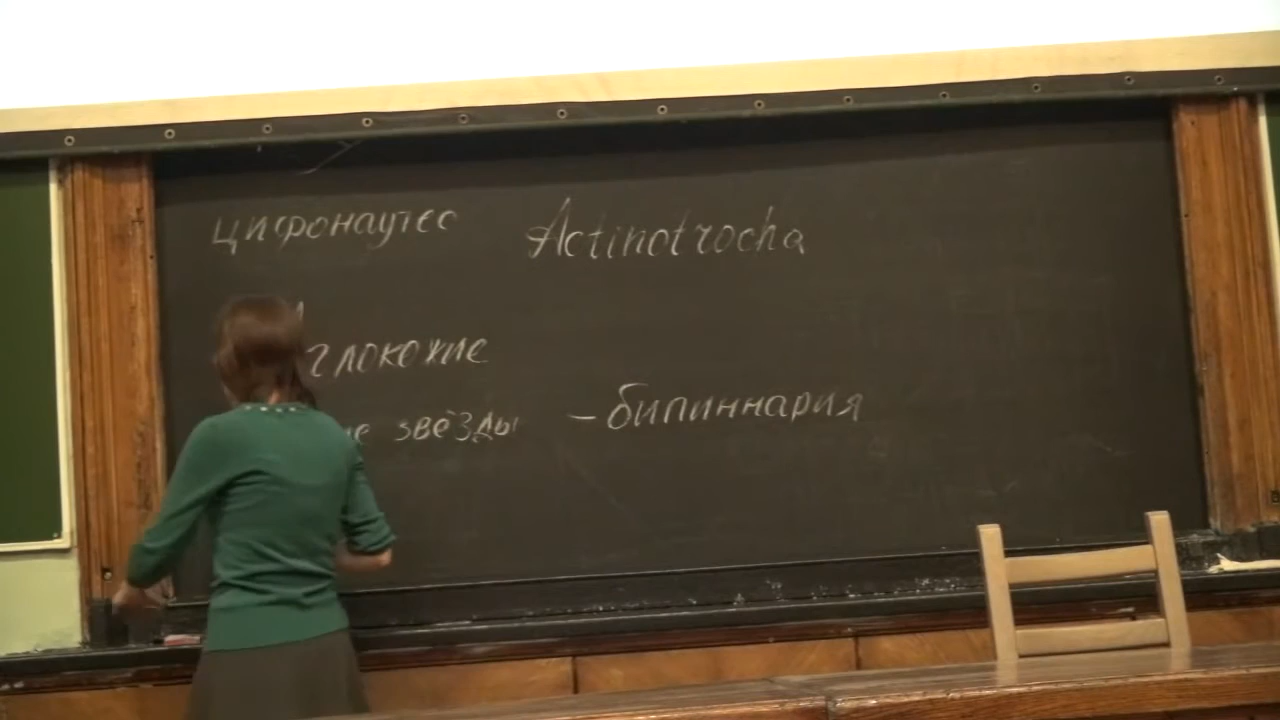 цифонаутес Actinotrocha
глокожие
звёзды – бипиннария